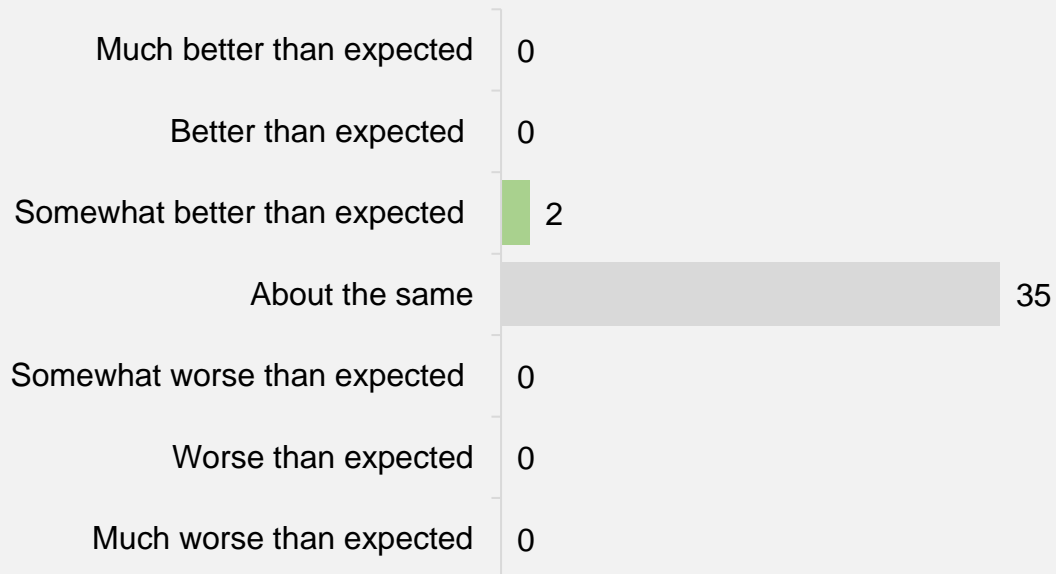 Much better than expected 0
Better than expected 0
Somewhat better than expected 2
About the same 35
Somewhat worse than expected 0
Worse than expected 0
Much worse than expected 0